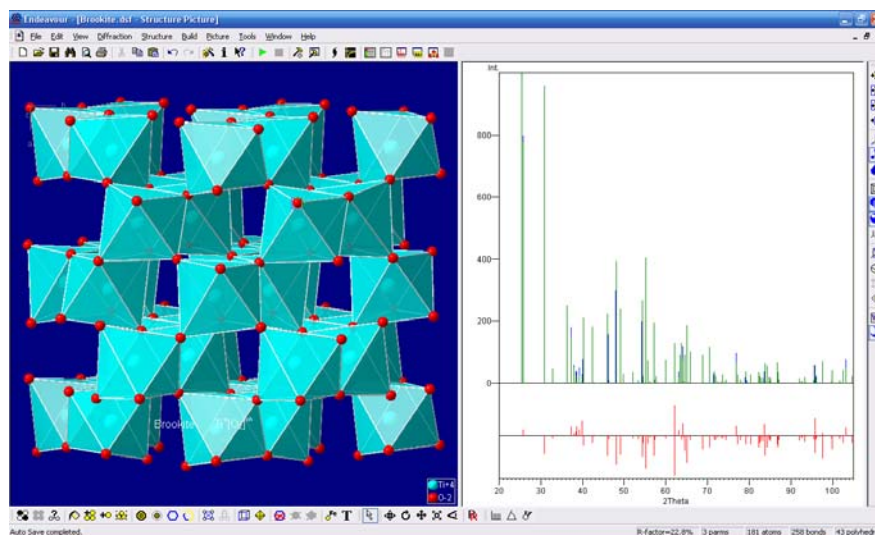 Endeavour - [Brookite.dsf - Structure Picture]
File Edit View Diffraction Structure Build Picture Tools Window Help
Int.
800
600
400
200
0
20 30 40 50 60 70 80 90 100
2Theta
Brookite
Ti+4
O-2
Auto Save completed.
R-factor=22.8% 3 parms 181 atoms 258 bonds 43 polyhedr